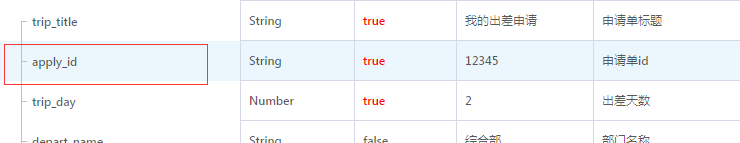 trip_title String true 我的出差申请 申请单标题
apply_id String true 12345 申请单id
trip_day Number true 2 出差天数
depart_name String false 综合部 部门名称